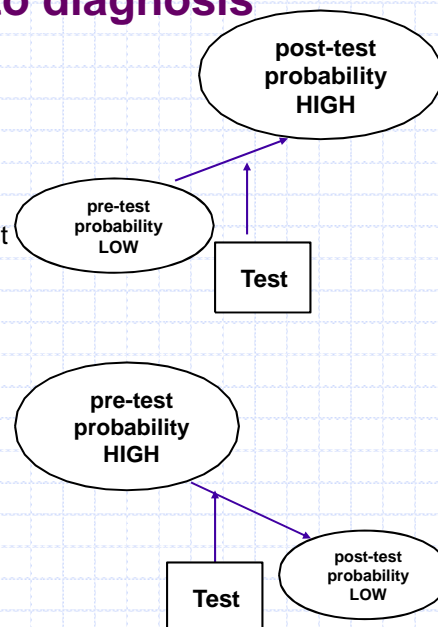 to diagnosis
post-test
probability
HIGH
pre-test
probability
LOW
t
Test
pre-test
probability
HIGH
post-test
probability
LOW
Test